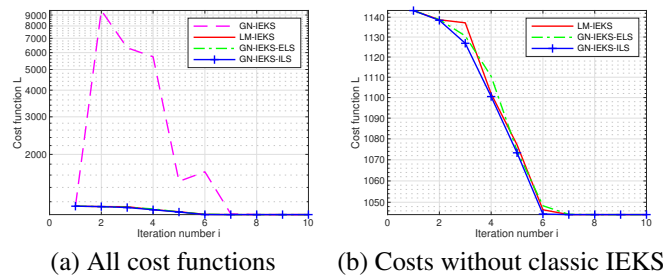 9000
8000
7000
6000
5000
4000
3000
2000
Cost function L
GN-IEKS
LM-IEKS
GN-IEKS-ELS
GN-IEKS-ILS
0 2 4 6 8 10
Iteration number i
(a) All cost functions
1140
1130
1120
1110
1100
1090
1080
1070
1060
1050
Cost function L
LM-IEKS
GN-IEKS-ELS
GN-IEKS-ILS
0 2 4 6 8 10
Iteration number i
(b) Costs without classic IEKS